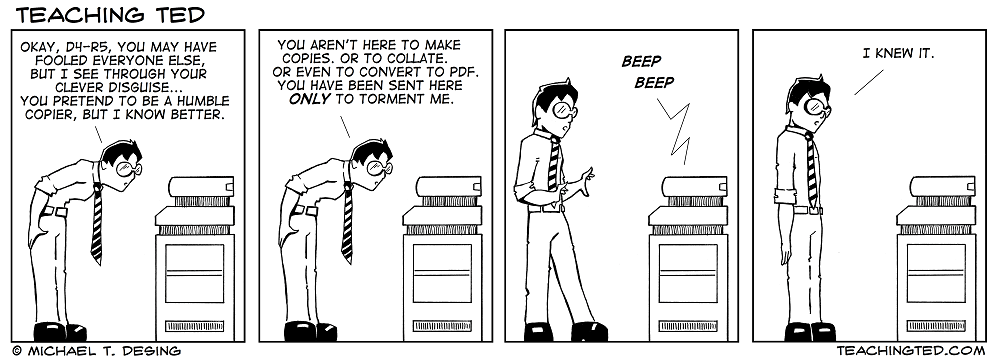 TEACHING TED
OKAY, D4-R5, YOU MAY HAVE
FOOLED EVERYONE ELSE,
BUT I SEE THROUGH YOUR
CLEVER DISGUISE...
YOU PRETEND TO BE A HUMBLE
COPIER, BUT I KNOW BETTER.
YOU AREN'T HERE TO MAKE
COPIES. OR TO COLLATE.
OR EVEN TO CONVERT TO PDF.
YOU HAVE BEEN SENT HERE
ONLY TO TORMENT ME.
BEEP
BEEP
I KNEW IT.
© MICHAEL T. DESING
TEACHINGTED.COM